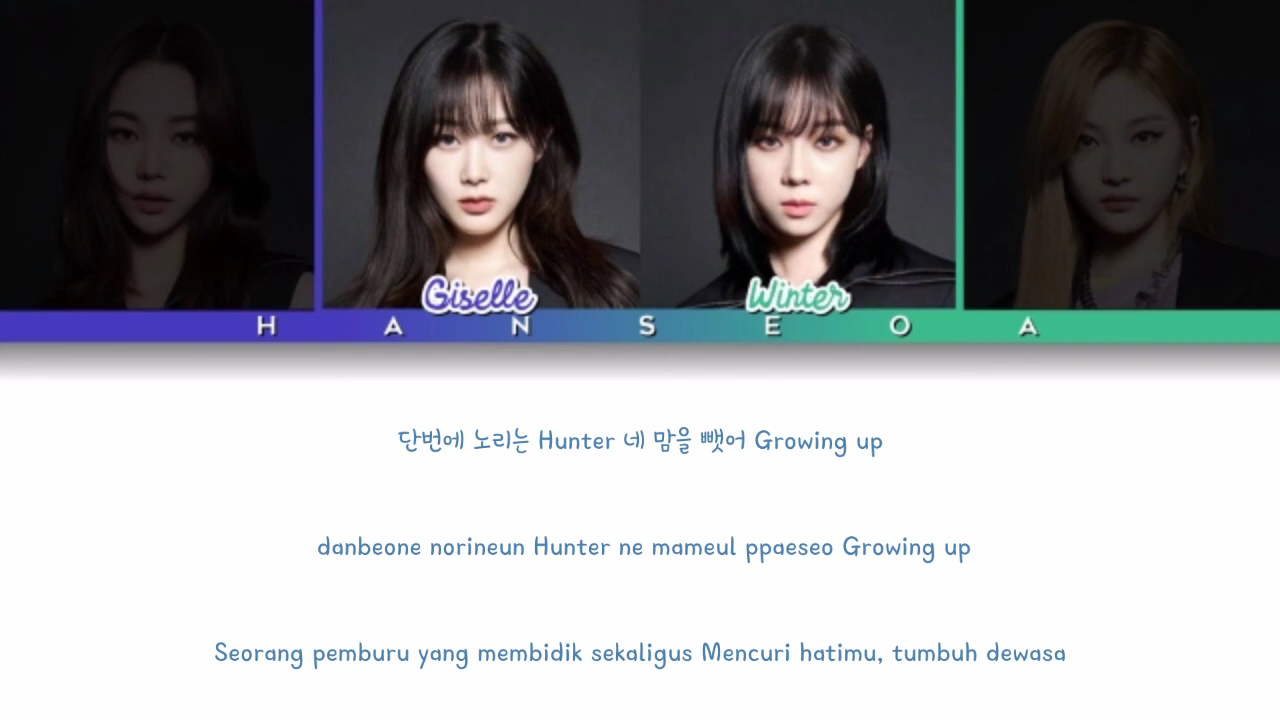 Giselle
Winter
HANSEOA
단번에 노리는 Hunter 네 맘을 뺏어 Growing up
danbeone norineun Hunter ne mameul ppaeseo Growing up
Seorang pemburu yang membidik sekaligus Mencuri hatimu, tumbuh dewasa